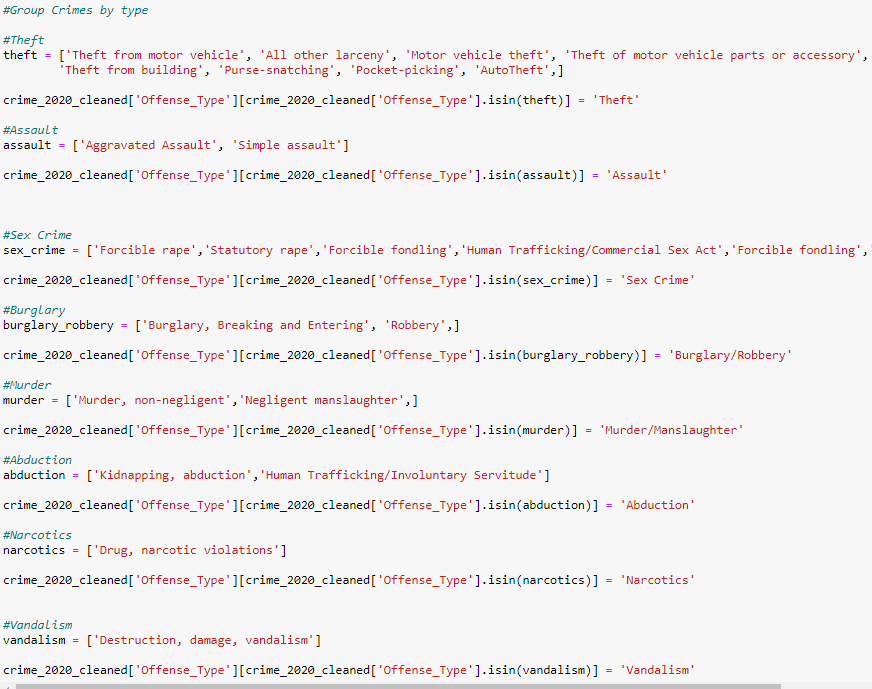 #Group Crimes by type
#Theft
theft = ['Theft from motor vehicle', 'All other larceny', 'Motor vehicle theft', 'Theft of motor vehicle parts or accessory',
'Theft from building', 'Purse-snatching', 'Pocket-picking', 'AutoTheft',]
crime_2020_cleaned['Offense_Type'][crime_2020_cleaned['Offense_Type'].isin(theft)] = 'Theft'
#Assault
assault = ['Aggravated Assault', 'Simple assault']
crime_2020_cleaned['Offense_Type'][crime_2020_cleaned['Offense_Type'].isin(assault)] = 'Assault'
#Sex Crime
sex_crime = ['Forcible rape','Statutory rape','Forcible fondling','Human Trafficking/Commercial Sex Act','Forcible fondling',
crime_2020_cleaned['Offense_Type'][crime_2020_cleaned['Offense_Type'].isin(sex_crime)] = 'Sex Crime'
#Burglary
burglary_robbery = ['Burglary, Breaking and Entering', 'Robbery',]
crime_2020_cleaned['Offense_Type'][crime_2020_cleaned['Offense_Type'].isin(burglary_robbery)] = 'Burglary/Robbery'
#Murder
murder = ['Murder, non-negligent','Negligent manslaughter',]
crime_2020_cleaned['Offense_Type'][crime_2020_cleaned['Offense_Type'].isin(murder)] = 'Murder/Manslaughter'
#Abduction
abduction = ['Kidnapping, abduction','Human Trafficking/Involuntary Servitude']
crime_2020_cleaned['Offense_Type'][crime_2020_cleaned['Offense_Type'].isin(abduction)] = 'Abduction'
#Narcotics
narcotics = ['Drug, narcotic violations']
crime_2020_cleaned['Offense_Type'][crime_2020_cleaned['Offense_Type'].isin(narcotics)] = 'Narcotics'
#Vandalism
vandalism = ['Destruction, damage, vandalism']
crime_2020_cleaned['Offense_Type'][crime_2020_cleaned['Offense_Type'].isin(vandalism)] = 'Vandalism'